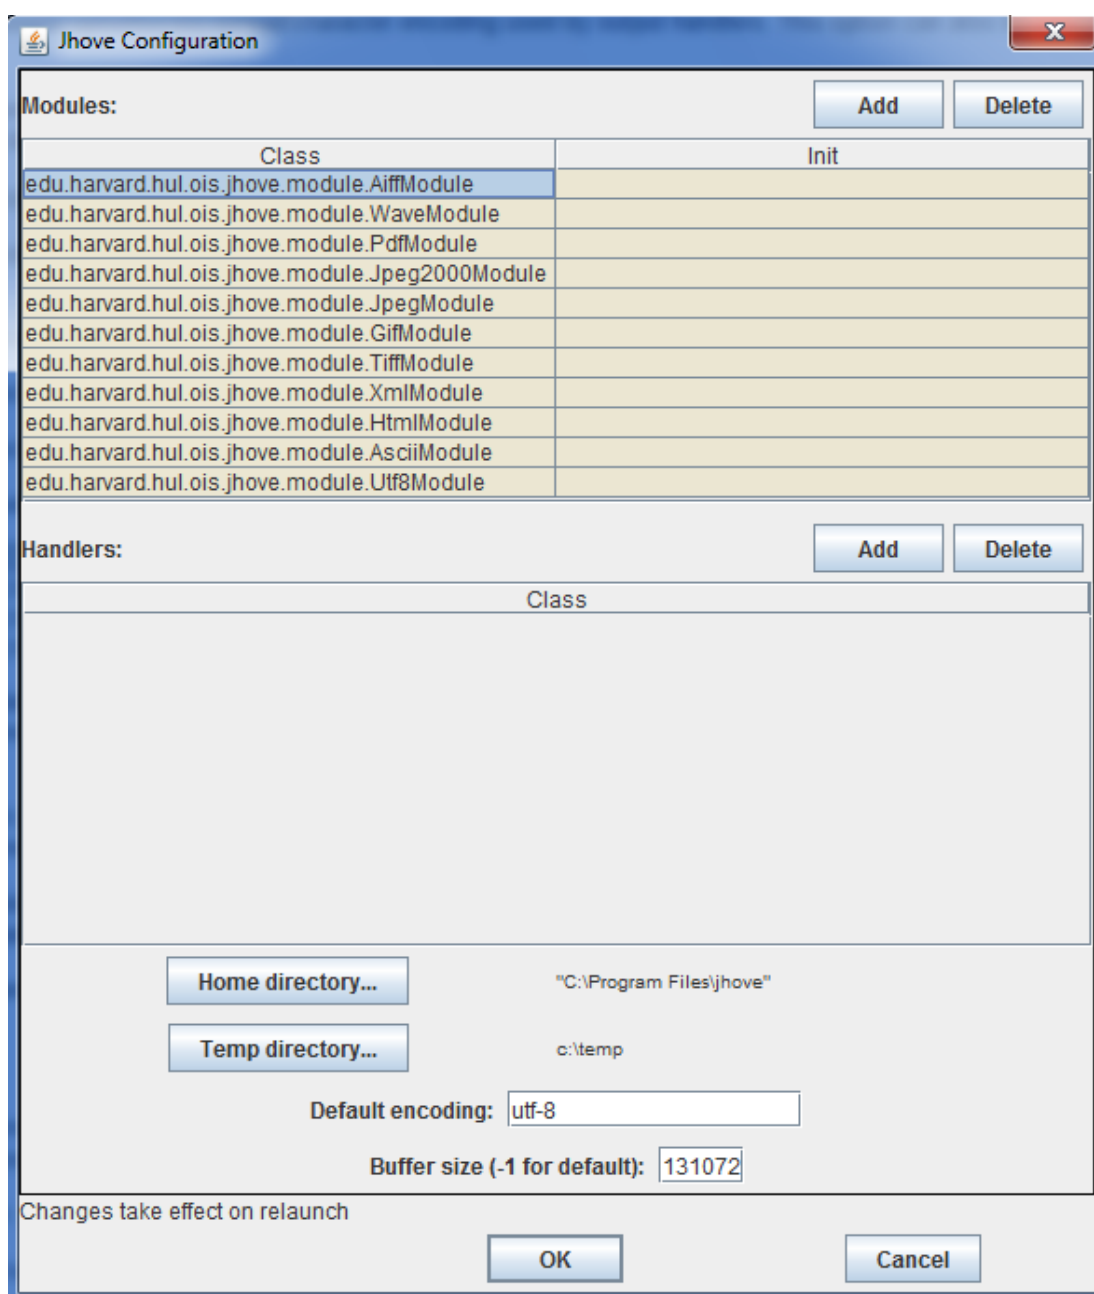 Jhove Configuration
x
Modules:
Add
Delete
Class
Init
edu.harvard.hul.ois.jhove.module.AiffModule
edu.harvard.hul.ois.jhove.module.WaveModule
edu.harvard.hul.ois.jhove.module.PdfModule
edu.harvard.hul.ois.jhove.module.Jpeg2000Module
edu.harvard.hul.ois.jhove.module.JpegModule
edu.harvard.hul.ois.jhove.module.GifModule
edu.harvard.hul.ois.jhove.module.TiffModule
edu.harvard.hul.ois.jhove.module.XmlModule
edu.harvard.hul.ois.jhove.module.HtmlModule
edu.harvard.hul.ois.jhove.module.AsciiModule
edu.harvard.hul.ois.jhove.module.Utf8Module
Handlers:
Add
Delete
Class
Home directory...
"C:\Program Files\jhove"
Temp directory...
c:\temp
Default encoding: utf-8
Buffer size (-1 for default): 131072
Changes take effect on relaunch
OK
Cancel